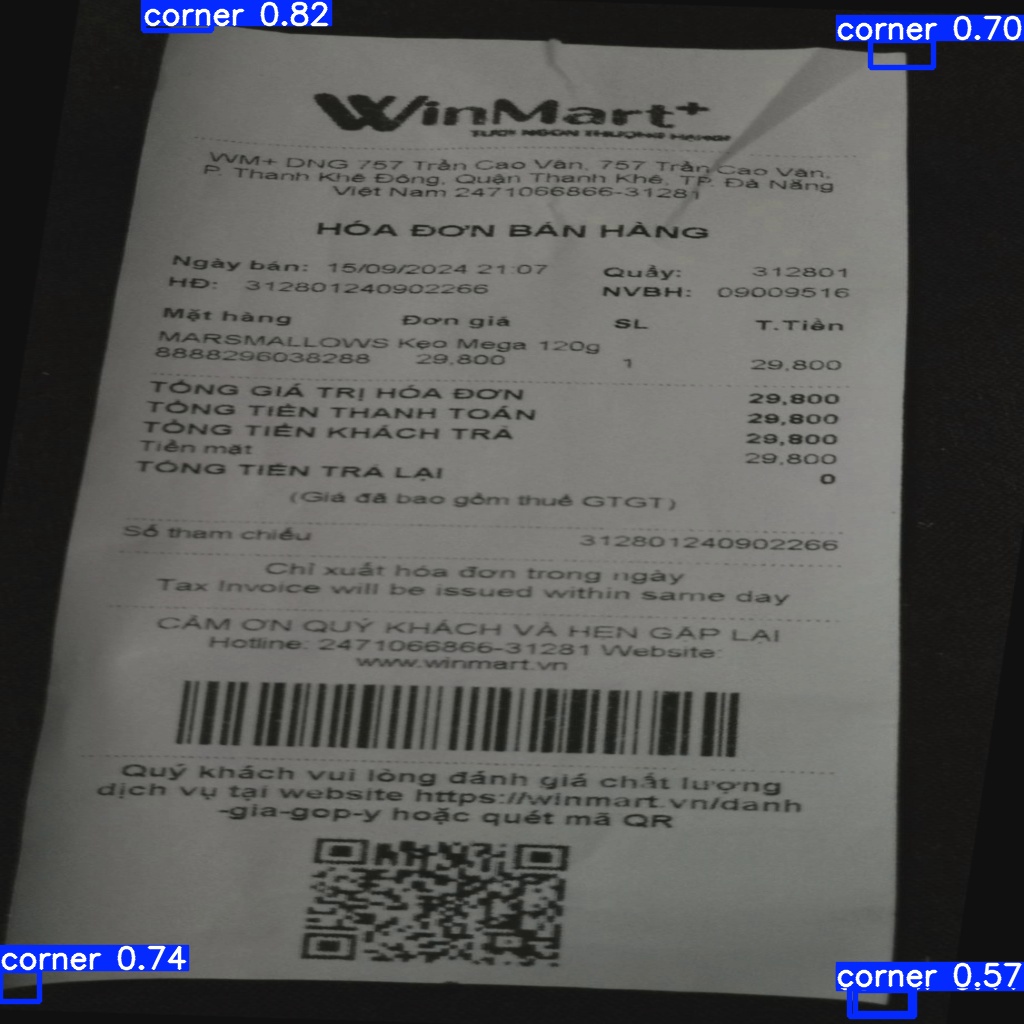 corner 0.82
corner 0.70
WinMart+
TƯƠI NGON THƯỢNG HẠNG!
WM+ DNG 757 Trần Cao Vân, 757 Trần Cao Vân,
P. Thanh Khê Đông, Quận Thanh Khê, TP. Đà Nẵng
Việt Nam 2471066866-31281
HÓA ĐƠN BÁN HÀNG
Ngày bán: 15/09/2024 21:07 Quầy: 312801
HĐ: 312801240902266 NVBH: 09009516
Mặt hàng Đơn giá SL T.Tiền
MARSMALLOWS Kẹo Mega 120g
8888296038288 29,800 1 29,800
TỔNG GIÁ TRỊ HÓA ĐƠN 29,800
TỔNG TIỀN THANH TOÁN 29,800
TỔNG TIỀN KHÁCH TRẢ 29,800
Tiền mặt 29,800
TỔNG TIỀN TRẢ LẠI 0
(Giá đã bao gồm thuế GTGT)
Số tham chiếu 312801240902266
Chỉ xuất hóa đơn trong ngày
Tax Invoice will be issued within same day
CẢM ƠN QUÝ KHÁCH VÀ HẸN GẶP LẠI
Hotline: 2471066866-31281 Website:
www.winmart.vn
Quý khách vui lòng đánh giá chất lượng
dịch vụ tại website https://winmart.vn/danh
-gia-gop-y hoặc quét mã QR
corner 0.74
corner 0.57